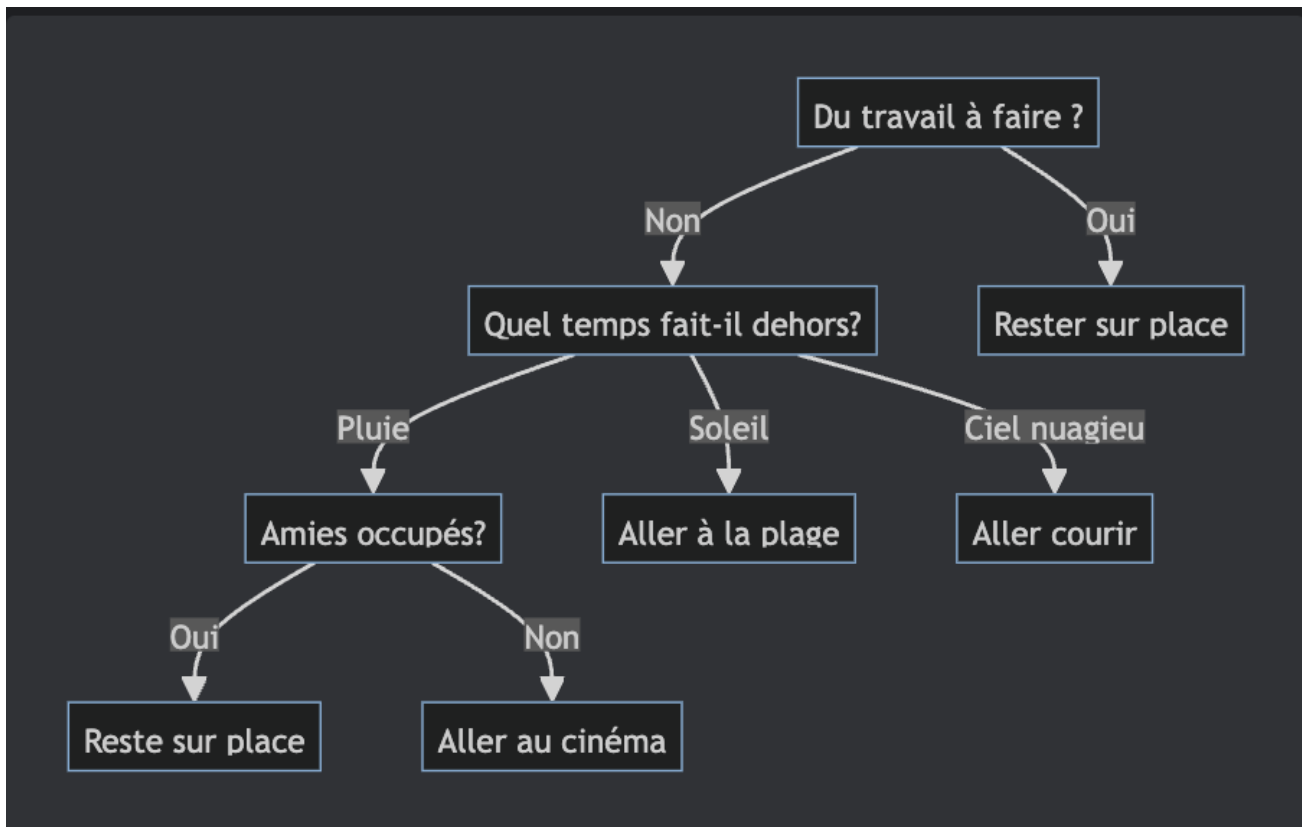 Du travail à faire ?
Non
Oui
Quel temps fait-il dehors?
Rester sur place
Pluie
Soleil
Ciel nuagieu
Amies occupés?
Aller à la plage
Aller courir
Oui
Non
Reste sur place
Aller au cinéma